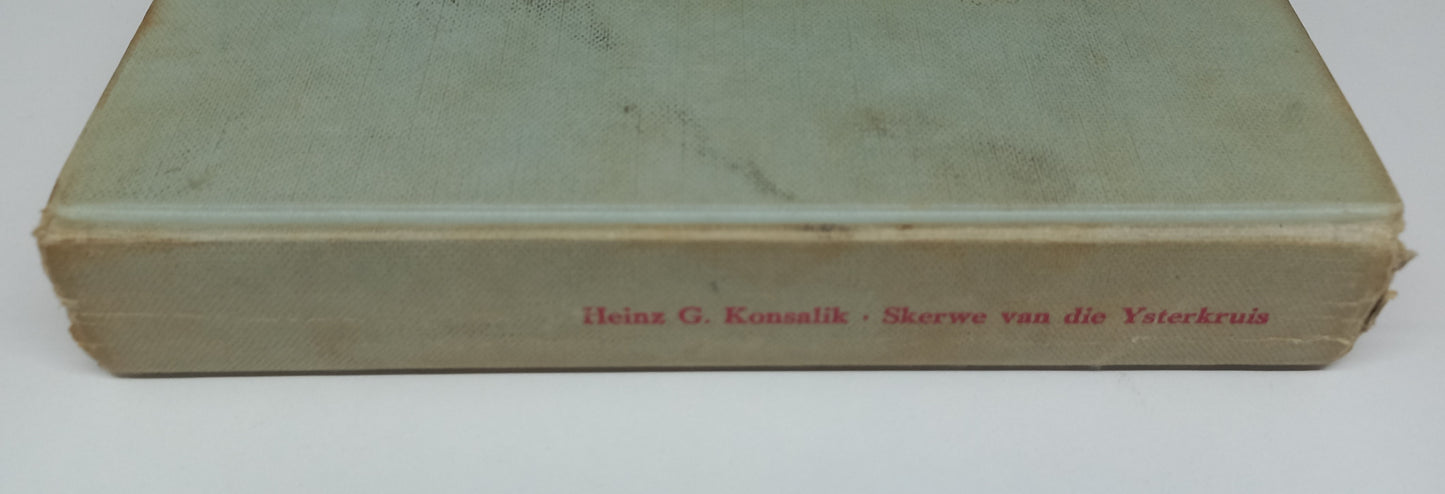 Heinz G. Konsalik · Skerwe van die Ysterkruis